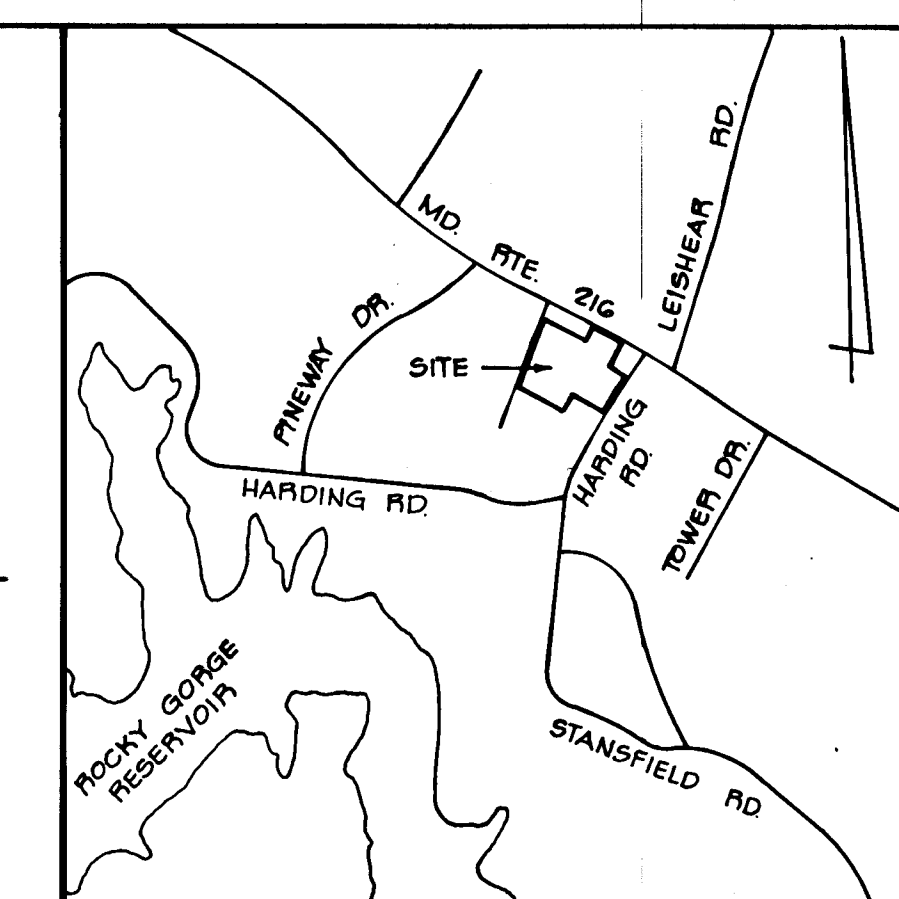 MD. RTE. 216
LEISHEAR RD.
PINEWAY DR.
SITE
HARDING RD.
HARDING
RD.
TOWER DR.
ROCKY GORGE
RESERVOIR
STANSFIELD RD.